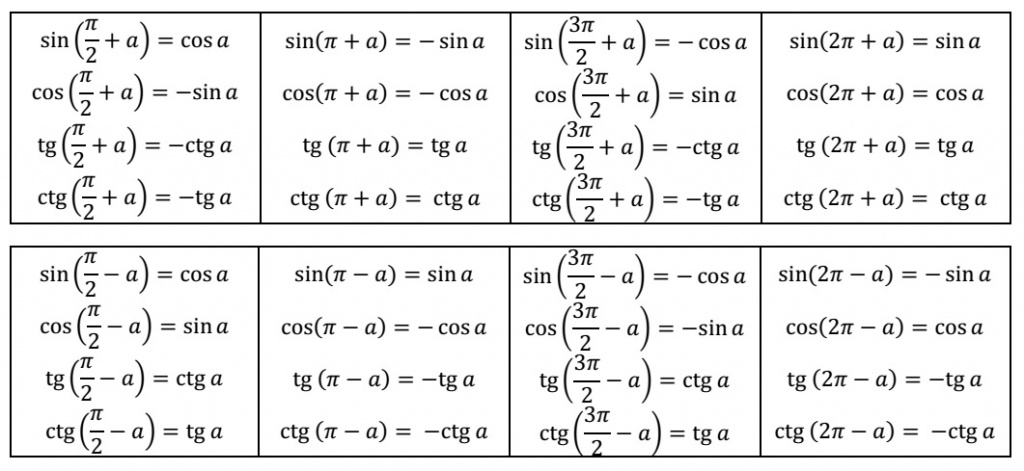 sin(π/2 + a) = cos a
cos(π/2 + a) = −sin a
tg(π/2 + a) = −ctg a
ctg(π/2 + a) = −tg a
sin(π + a) = − sin a
cos(π + a) = − cos a
tg (π + a) = tg a
ctg (π + a) = ctg a
sin(3π/2 + a) = − cos a
cos(3π/2 + a) = sin a
tg(3π/2 + a) = −ctg a
ctg(3π/2 + a) = −tg a
sin(2π + a) = sin a
cos(2π + a) = cos a
tg (2π + a) = tg a
ctg (2π + a) = ctg a
sin(π/2 − a) = cos a
cos(π/2 − a) = sin a
tg(π/2 − a) = ctg a
ctg(π/2 − a) = tg a
sin(π − a) = sin a
cos(π − a) = − cos a
tg (π − a) = −tg a
ctg (π − a) = −ctg a
sin(3π/2 − a) = − cos a
cos(3π/2 − a) = −sin a
tg(3π/2 − a) = ctg a
ctg(3π/2 − a) = tg a
sin(2π − a) = − sin a
cos(2π − a) = cos a
tg (2π − a) = −tg a
ctg (2π − a) = −ctg a